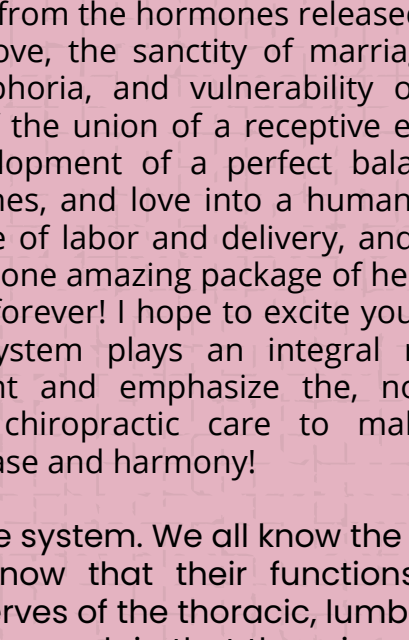 from the hormones released
ove, the sanctity of marria
phoria, and vulnerability o
the union of a receptive e
lopment of a perfect bala
nes, and love into a human
e of labor and delivery, and
one amazing package of he
forever! I hope to excite you
ystem plays an integral
nt and emphasize the, no
chiropractic care to mak
ase and harmony!
e system. We all know the
now that their functions
erves of the thoracic, lumb